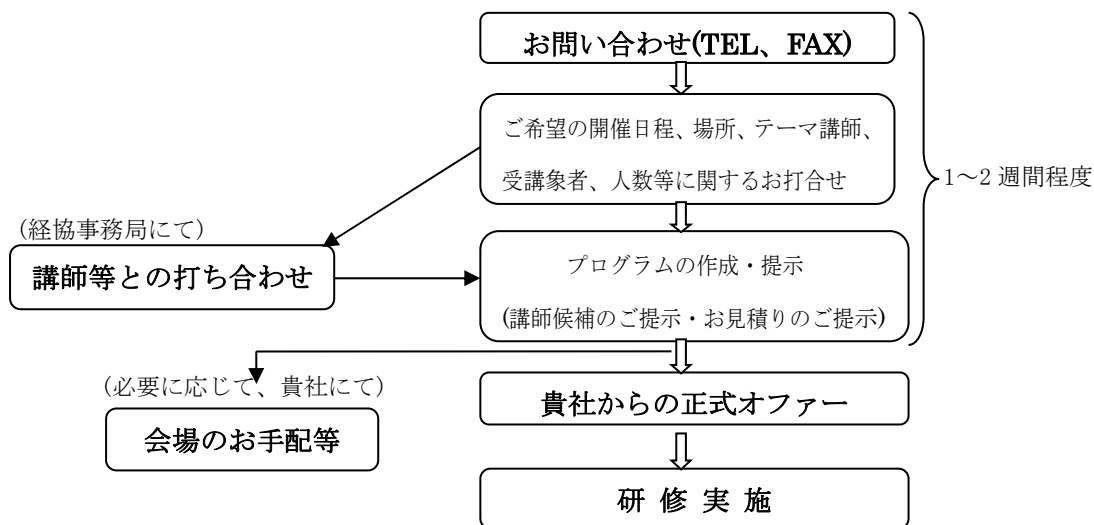 お問い合わせ(TEL、FAX)
ご希望の開催日程、場所、テーマ講師、
受講象者、人数等に関するお打合せ
1～2 週間程度
(経協事務局にて)
講師等との打ち合わせ
プログラムの作成・提示
(講師候補のご提示・お見積りのご提示)
(必要に応じて、貴社にて)
会場のお手配等
貴社からの正式オファー
研 修 実 施